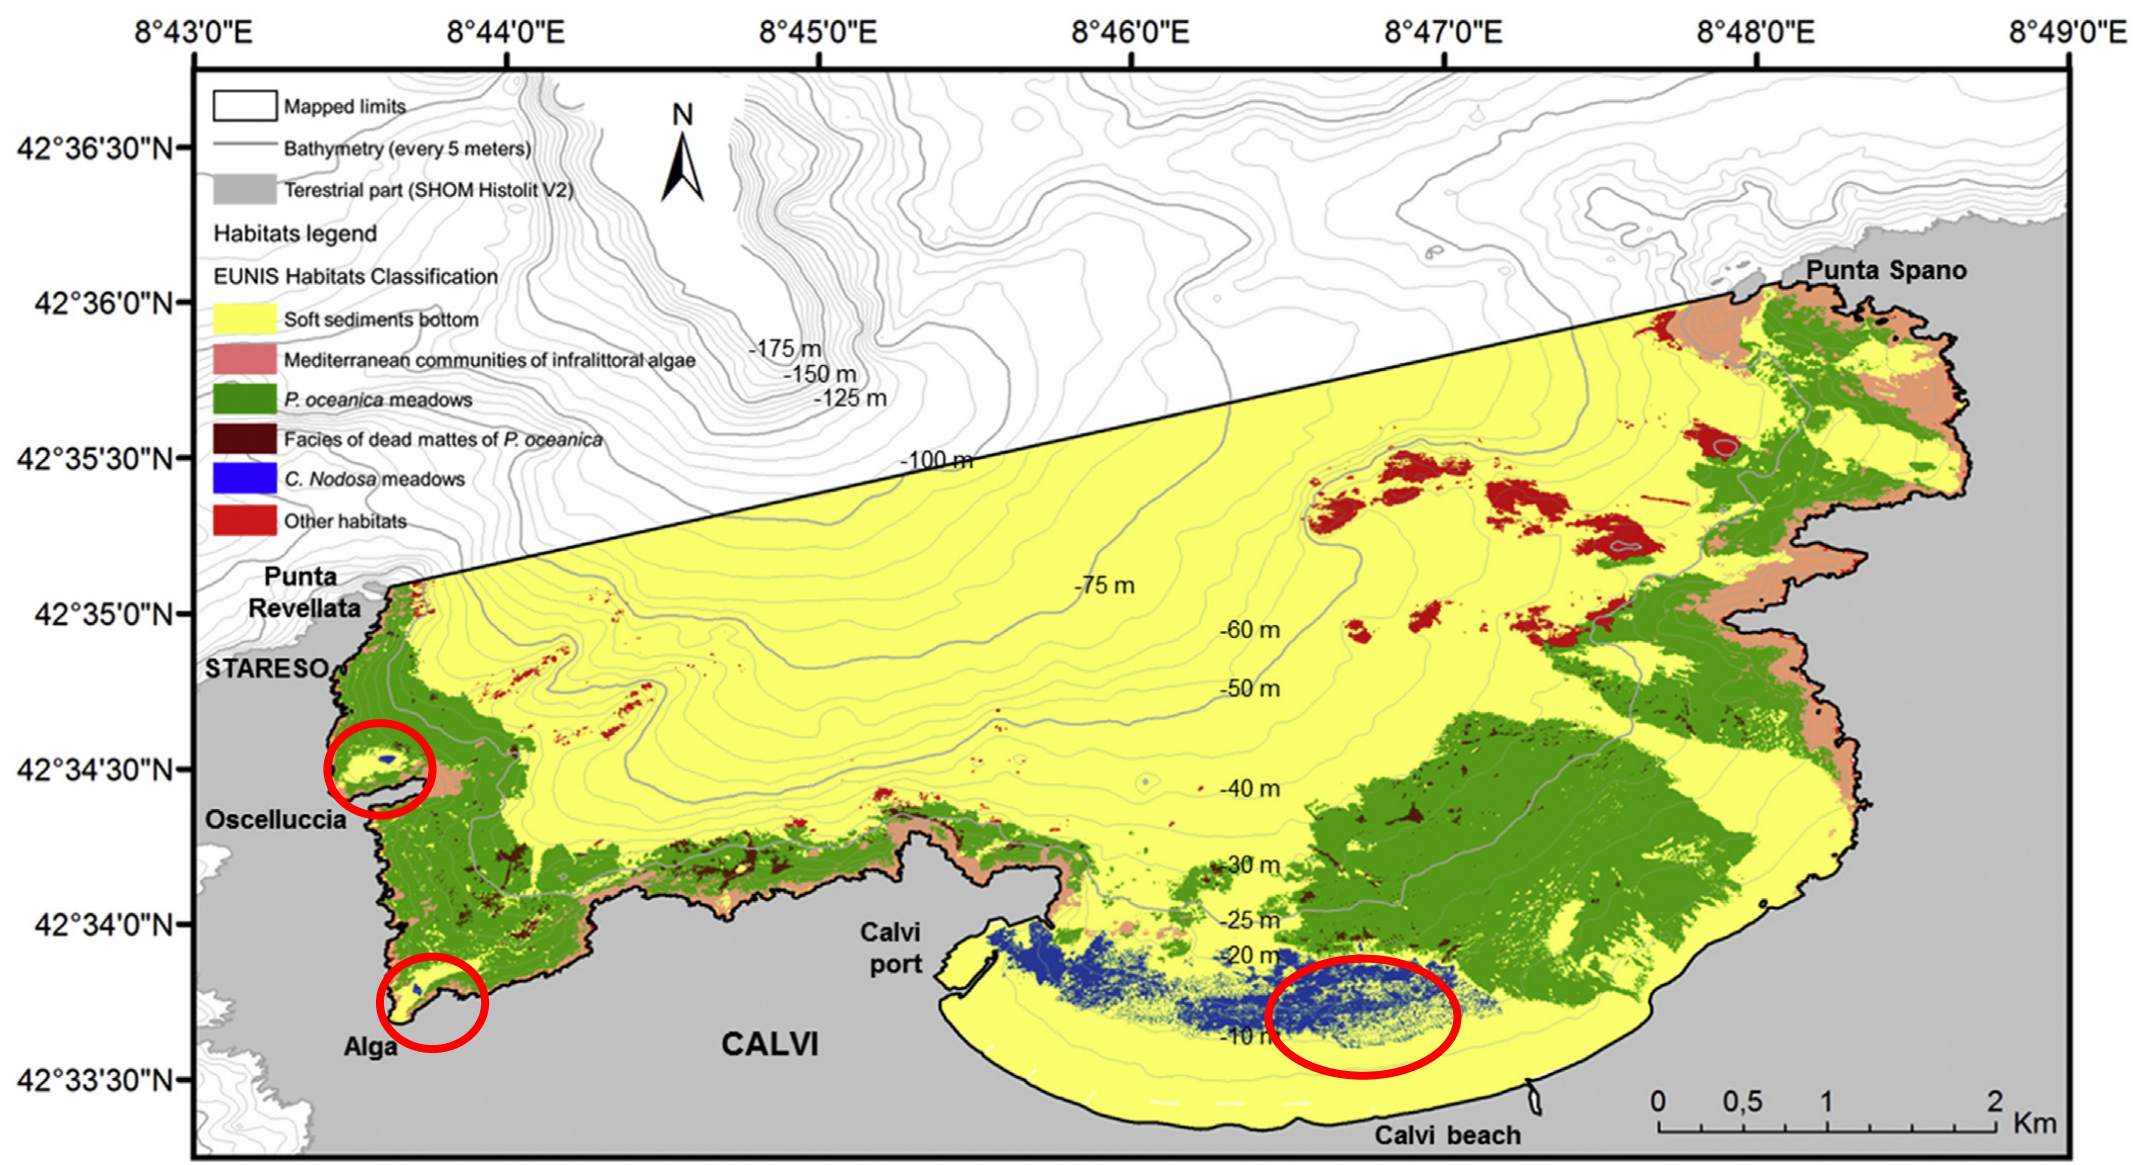 8°43'0"E 8°44'0"E 8°45'0"E 8°46'0"E 8°47'0"E 8°48'0"E 8°49'0"E
42°36'30"N
42°36'0"N
42°35'30"N
42°35'0"N
42°34'30"N
42°34'0"N
42°33'30"N
Mapped limits
Bathymetry (every 5 meters)
Terestrial part (SHOM Histolit V2)
Habitats legend
EUNIS Habitats Classification
Soft sediments bottom
Mediterranean communities of infralittoral algae
P. oceanica meadows
Facies of dead mattes of P. oceanica
C. Nodosa meadows
Other habitats
N
-175 m
-150 m
-125 m
-100 m
-75 m
-60 m
-50 m
-40 m
-30 m
-25 m
-20 m
-10 m
Punta Spano
Punta
Revellata
STARESO
Oscelluccia
Alga
Calvi
port
CALVI
Calvi beach
0 0,5 1 2
Km